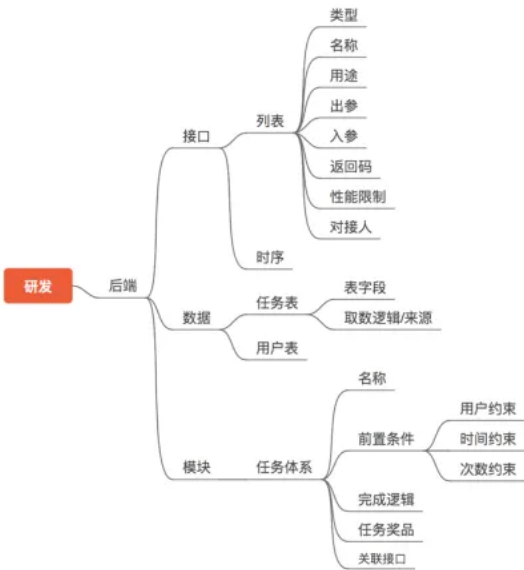 研发
后端
接口
列表
类型
名称
用途
出参
入参
返回码
性能限制
对接人
时序
数据
任务表
表字段
取数逻辑/来源
用户表
模块
任务体系
名称
前置条件
用户约束
时间约束
次数约束
完成逻辑
任务奖品
关联接口